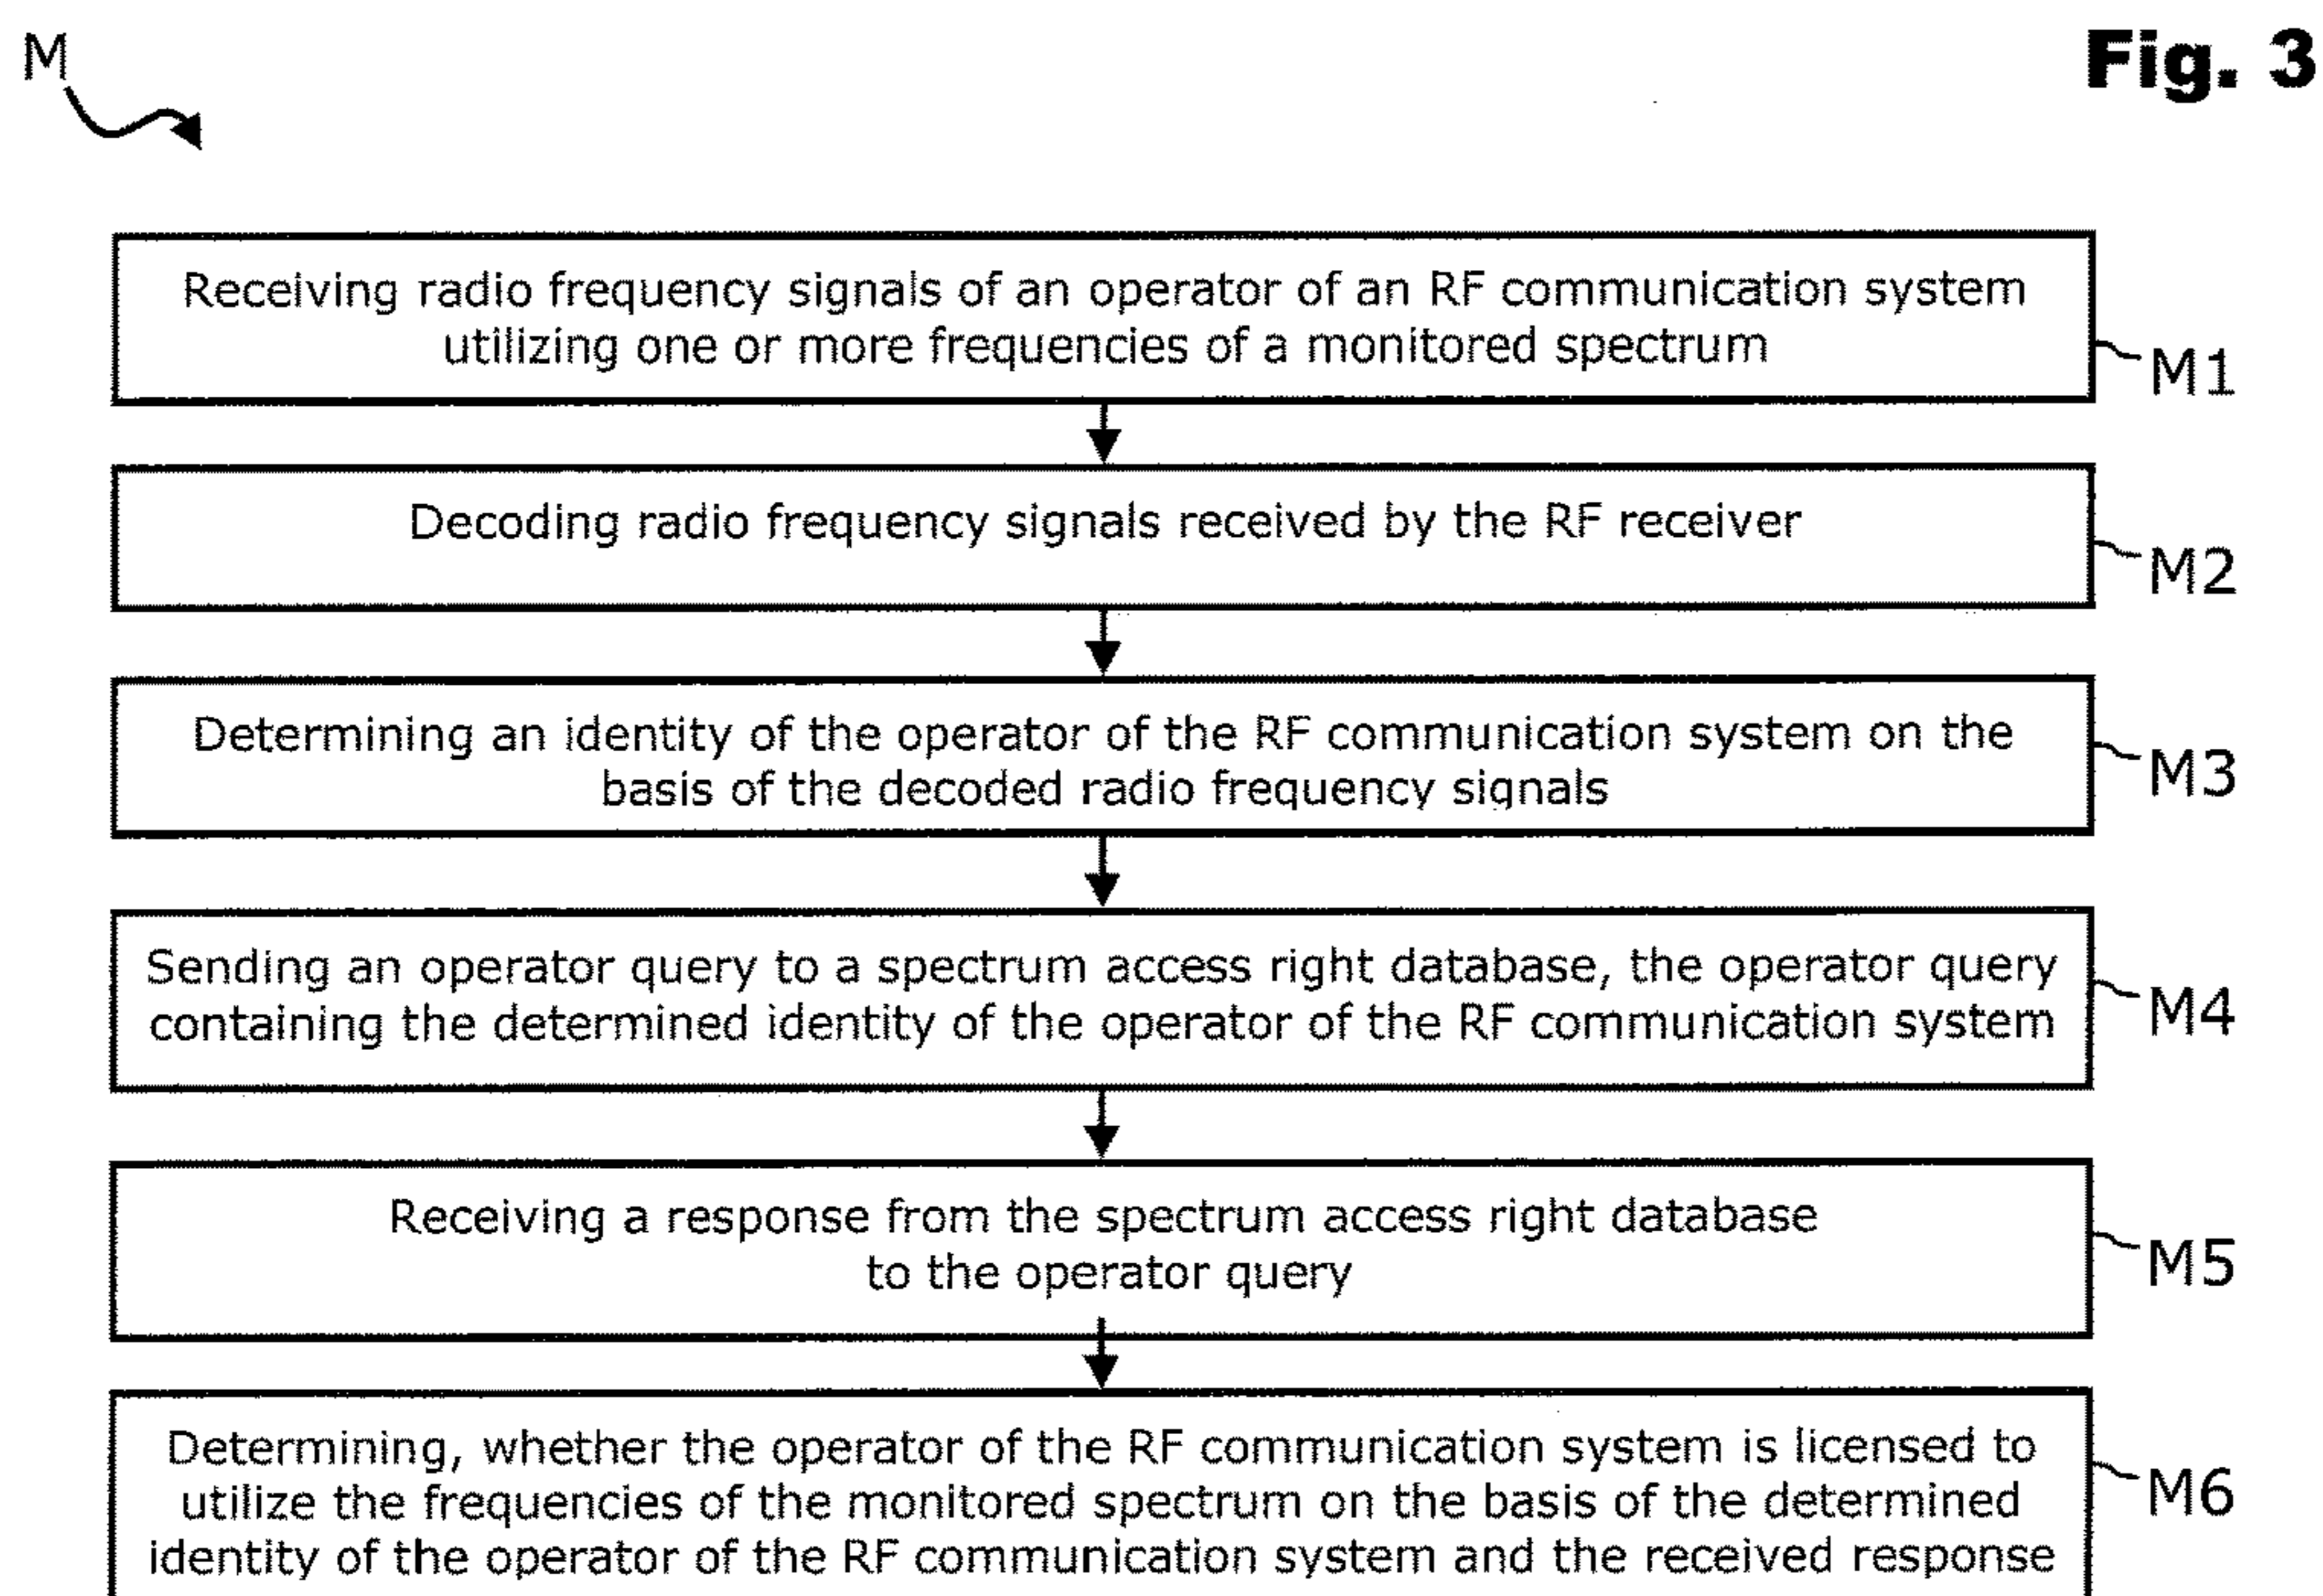 M
Fig. 3
Receiving radio frequency signals of an operator of an RF communication system
utilizing one or more frequencies of a monitored spectrum
M1
Decoding radio frequency signals received by the RF receiver
M2
Determining an identity of the operator of the RF communication system on the
basis of the decoded radio frequency signals
M3
Sending an operator query to a spectrum access right database, the operator query
containing the determined identity of the operator of the RF communication system
M4
Receiving a response from the spectrum access right database
to the operator query
M5
Determining, whether the operator of the RF communication system is licensed to
utilize the frequencies of the monitored spectrum on the basis of the determined
identity of the operator of the RF communication system and the received response
M6